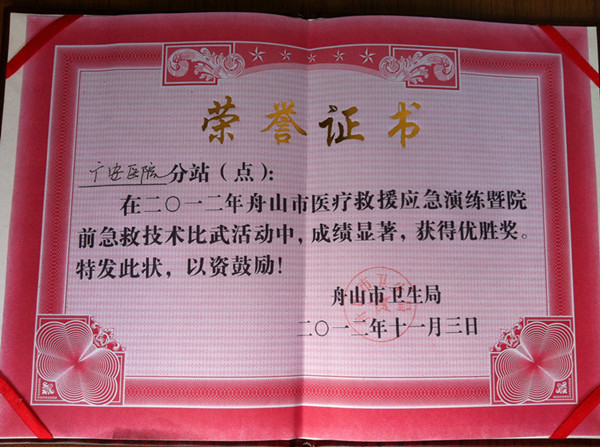 荣誉证书
广安医院分站(点):
在二〇一二年舟山市医疗救援应急演练暨院
前急救技术比武活动中,成绩显著,获得优胜奖。
特发此状,以资鼓励!
舟山市卫生局
二〇一二年十一月三日